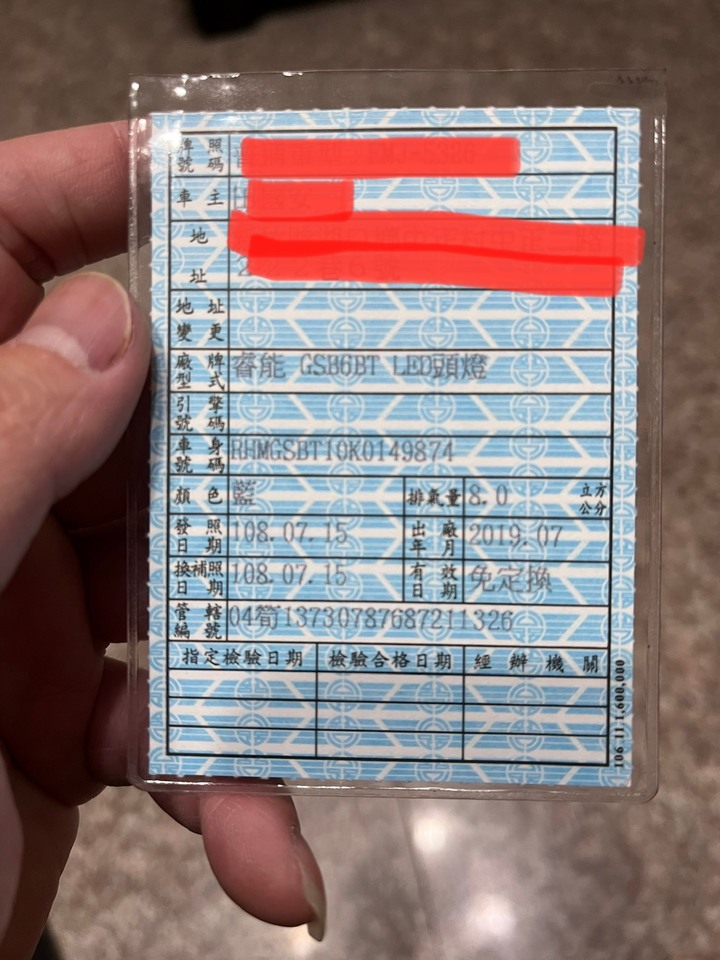 牌照號碼
車主
地址
地址變更
廠牌型式 睿能 GSB6BT LED頭燈
引擎號碼
車身號碼 RHMGSBT10K0149874
顏色 藍 排氣量 8.0 立方公分
發照日期 108.07.15 出廠年月 2019.07
換補照日期 108.07.15 有效日期 免定換
管轄編號 04筍13730787687211326
指定檢驗日期 檢驗合格日期 經辦機關
106.11.1,600,000